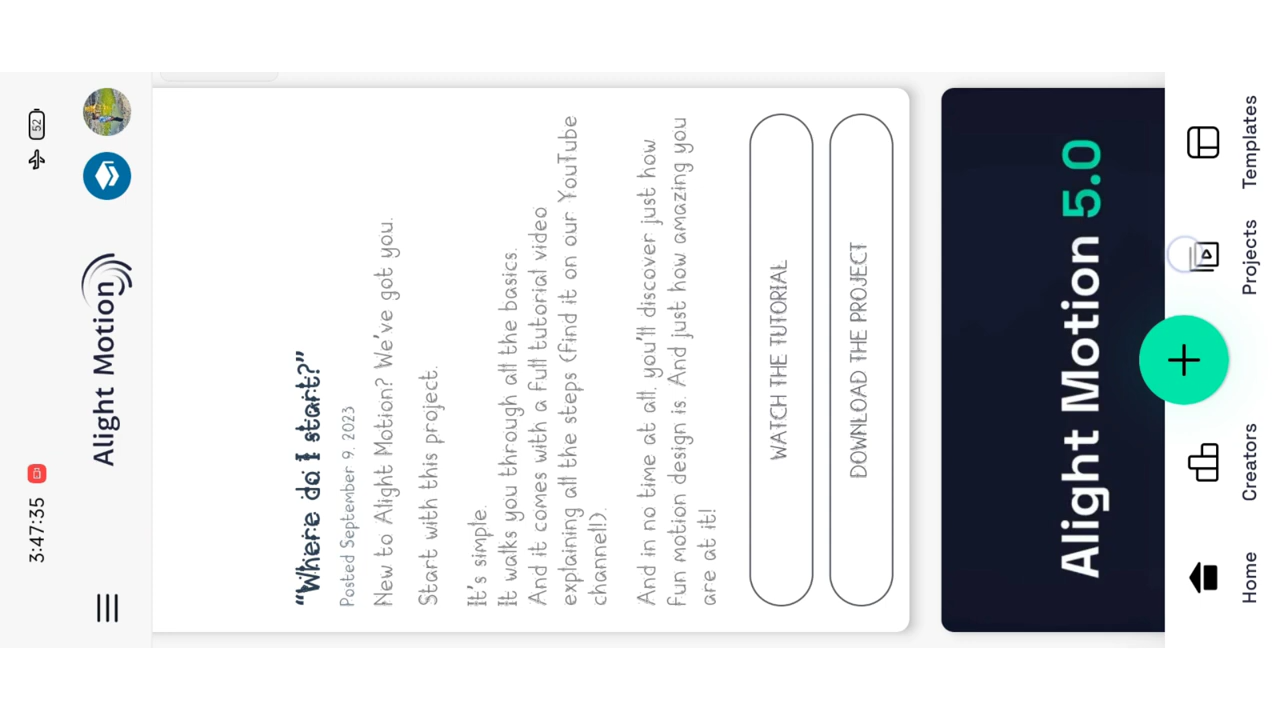 3:47:35
52
Alight Motion
"Where do I start?"
Posted September 9, 2023
New to Alight Motion? We've got you.
Start with this project.
It's simple.
It walks you through all the basics.
And it comes with a full tutorial video
explaining all the steps (find it on our YouTube
channel!).
And in no time at all, you'll discover just how
fun motion design is. And just how amazing you
are at it!
WATCH THE TUTORIAL
DOWNLOAD THE PROJECT
Alight Motion 5.0
Home
Creators
Projects
Templates